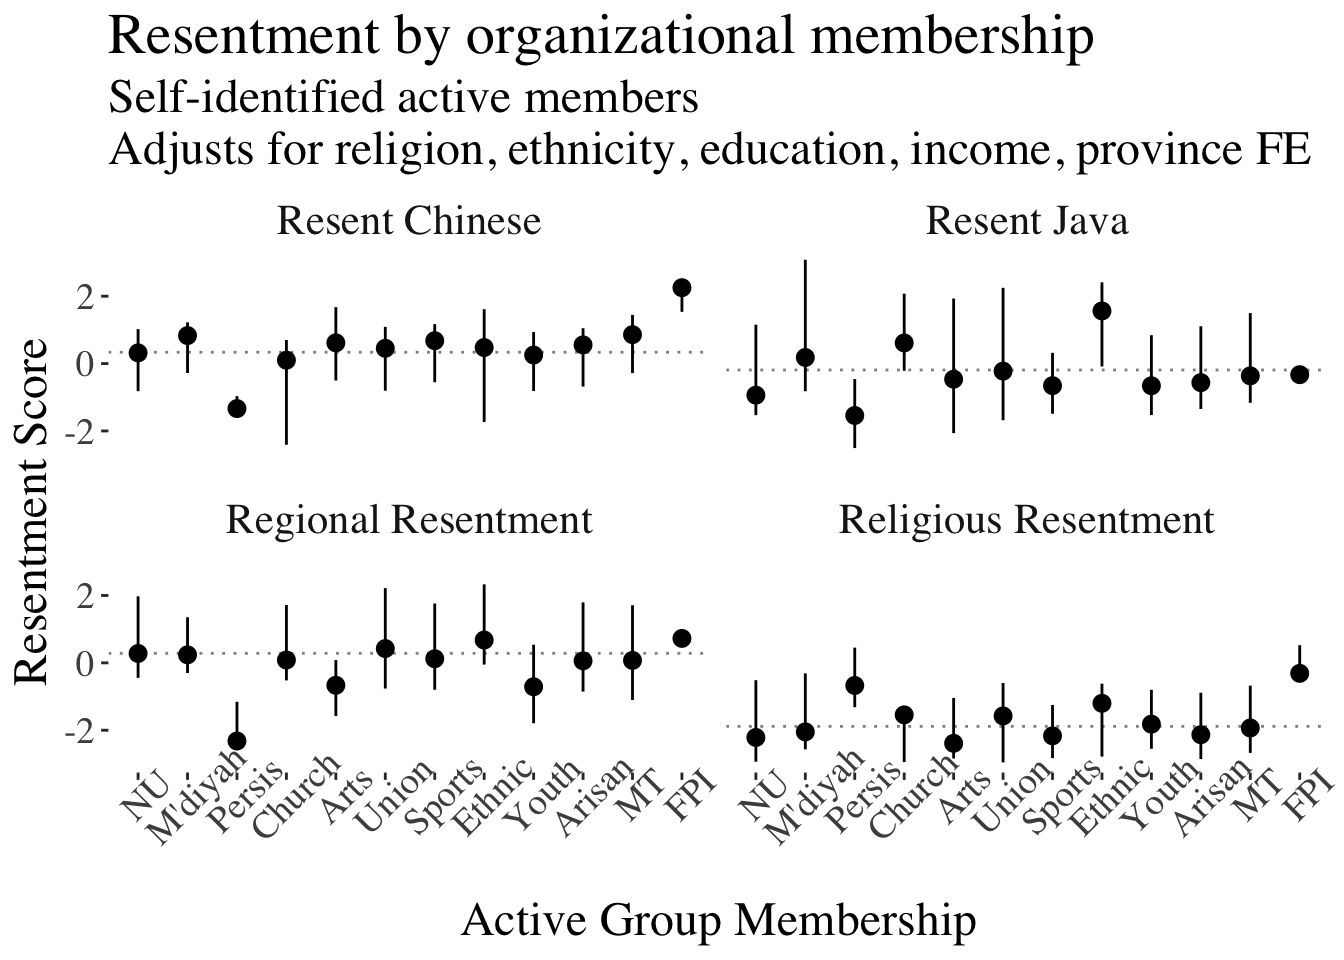 Resentment by organizational membership
Self-identified active members
Adjusts for religion, ethnicity, education, income, province FE
Resent Chinese
Resent Java
2
0
-2
Regional Resentment
Religious Resentment
2
0
-2
Resentment Score
NU M'diyah Persis Church Arts Union Sports Ethnic Youth Arisan MT FPI
NU M'diyah Persis Church Arts Union Sports Ethnic Youth Arisan MT FPI
Active Group Membership